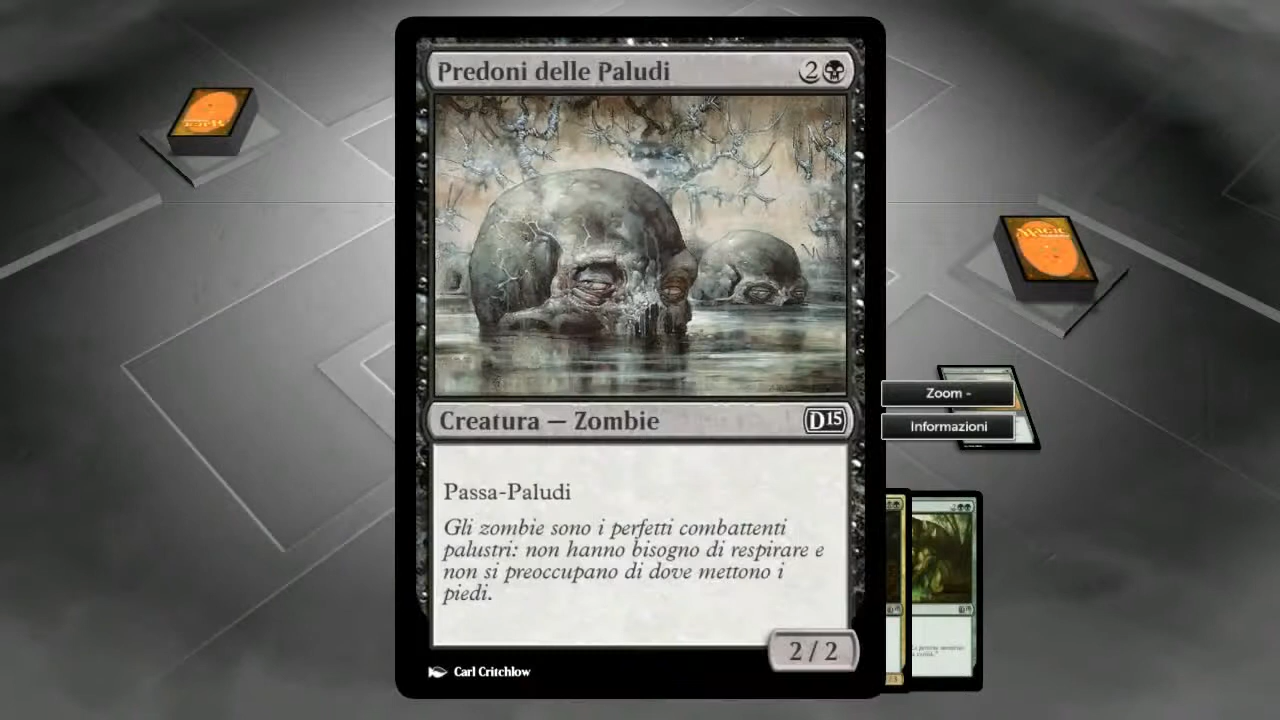 Predoni delle Paludi
2
Creatura — Zombie
D15
Passa-Paludi
Gli zombie sono i perfetti combattenti
palustri: non hanno bisogno di respirare e
non si preoccupano di dove mettono i
piedi.
2 / 2
Carl Critchlow
MAGIC
Zoom -
Informazioni